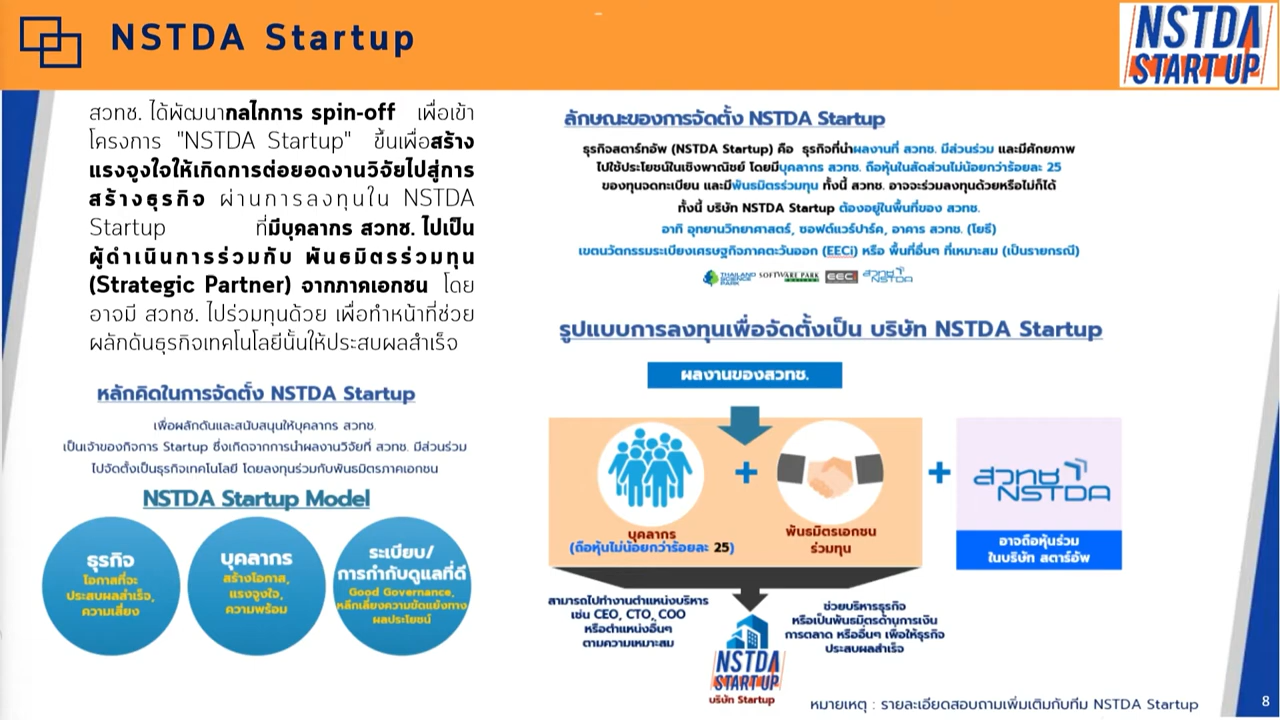 NSTDA Startup
NSTDA
START UP
สวทช. ได้พัฒนากลไกการ spin-off เพื่อเข้า
โครงการ "NSTDA Startup" ขึ้นเพื่อสร้าง
แรงจูงใจให้เกิดการต่อยอดงานวิจัยไปสู่การ
สร้างธุรกิจ ผ่านการลงทุนใน NSTDA
Startup ที่มีบุคลากร สวทช. ไปเป็น
ผู้ดำเนินการร่วมกับ พันธมิตรร่วมทุน
(Strategic Partner) จากภาคเอกชน โดย
อาจมี สวทช. ไปร่วมทุนด้วย เพื่อทำหน้าที่ช่วย
ผลักดันธุรกิจเทคโนโลยีนั้นให้ประสบผลสำเร็จ
หลักคิดในการจัดตั้ง NSTDA Startup
เพื่อผลักดันและสนับสนุนให้บุคลากร สวทช.
เป็นเจ้าของกิจการ Startup ซึ่งเกิดจากการนำผลงานวิจัยที่ สวทช. มีส่วนร่วม
ไปจัดตั้งเป็นธุรกิจเทคโนโลยี โดยลงทุนร่วมกับพันธมิตรภาคเอกชน
NSTDA Startup Model
ธุรกิจ
โอกาสที่จะ
ประสบผลสำเร็จ,
ความเสี่ยง
บุคลากร
สร้างโอกาส,
แรงจูงใจ,
ความพร้อม
ระเบียบ/
การกำกับดูแลที่ดี
Good Governance,
หลีกเลี่ยงความขัดแย้งทาง
ผลประโยชน์
ลักษณะของการจัดตั้ง NSTDA Startup
ธุรกิจสตาร์ทอัพ (NSTDA Startup) คือ ธุรกิจที่นำผลงานที่ สวทช. มีส่วนร่วม และมีศักยภาพ
ไปใช้ประโยชน์ในเชิงพาณิชย์ โดยมีบุคลากร สวทช. ถือหุ้นในสัดส่วนไม่น้อยกว่าร้อยละ 25
ของทุนจดทะเบียน และมีพันธมิตรร่วมทุน ทั้งนี้ สวทช. อาจจะร่วมลงทุนด้วยหรือไม่ก็ได้
ทั้งนี้ บริษัท NSTDA Startup ต้องอยู่ในพื้นที่ของ สวทช.
อาทิ อุทยานวิทยาศาสตร์, ซอฟต์แวร์ปาร์ค, อาคาร สวทช. (โยธี)
เขตนวัตกรรมระเบียงเศรษฐกิจภาคตะวันออก (EECi) หรือ พื้นที่อื่นๆ ที่เหมาะสม (เป็นรายกรณี)
THAILAND SCIENCE PARK SOFTWARE PARK THAILAND EECi สวทช NSTDA
รูปแบบการลงทุนเพื่อจัดตั้งเป็น บริษัท NSTDA Startup
ผลงานของสวทช.
+
+
สวทช
NSTDA
บุคลากร
(ถือหุ้นไม่น้อยกว่าร้อยละ 25)
พันธมิตรเอกชน
ร่วมทุน
อาจถือหุ้นร่วม
ในบริษัท สตาร์อัพ
สามารถไปทำงานตำแหน่งบริหาร
เช่น CEO, CTO, COO
หรือตำแหน่งอื่นๆ
ตามความเหมาะสม
ช่วยบริหารธุรกิจ
หรือเป็นพันธมิตรด้านการเงิน
การตลาด หรืออื่นๆ เพื่อให้ธุรกิจ
ประสบผลสำเร็จ
NSTDA
START UP
บริษัท Startup
หมายเหตุ : รายละเอียดสอบถามเพิ่มเติมกับทีม NSTDA Startup
8